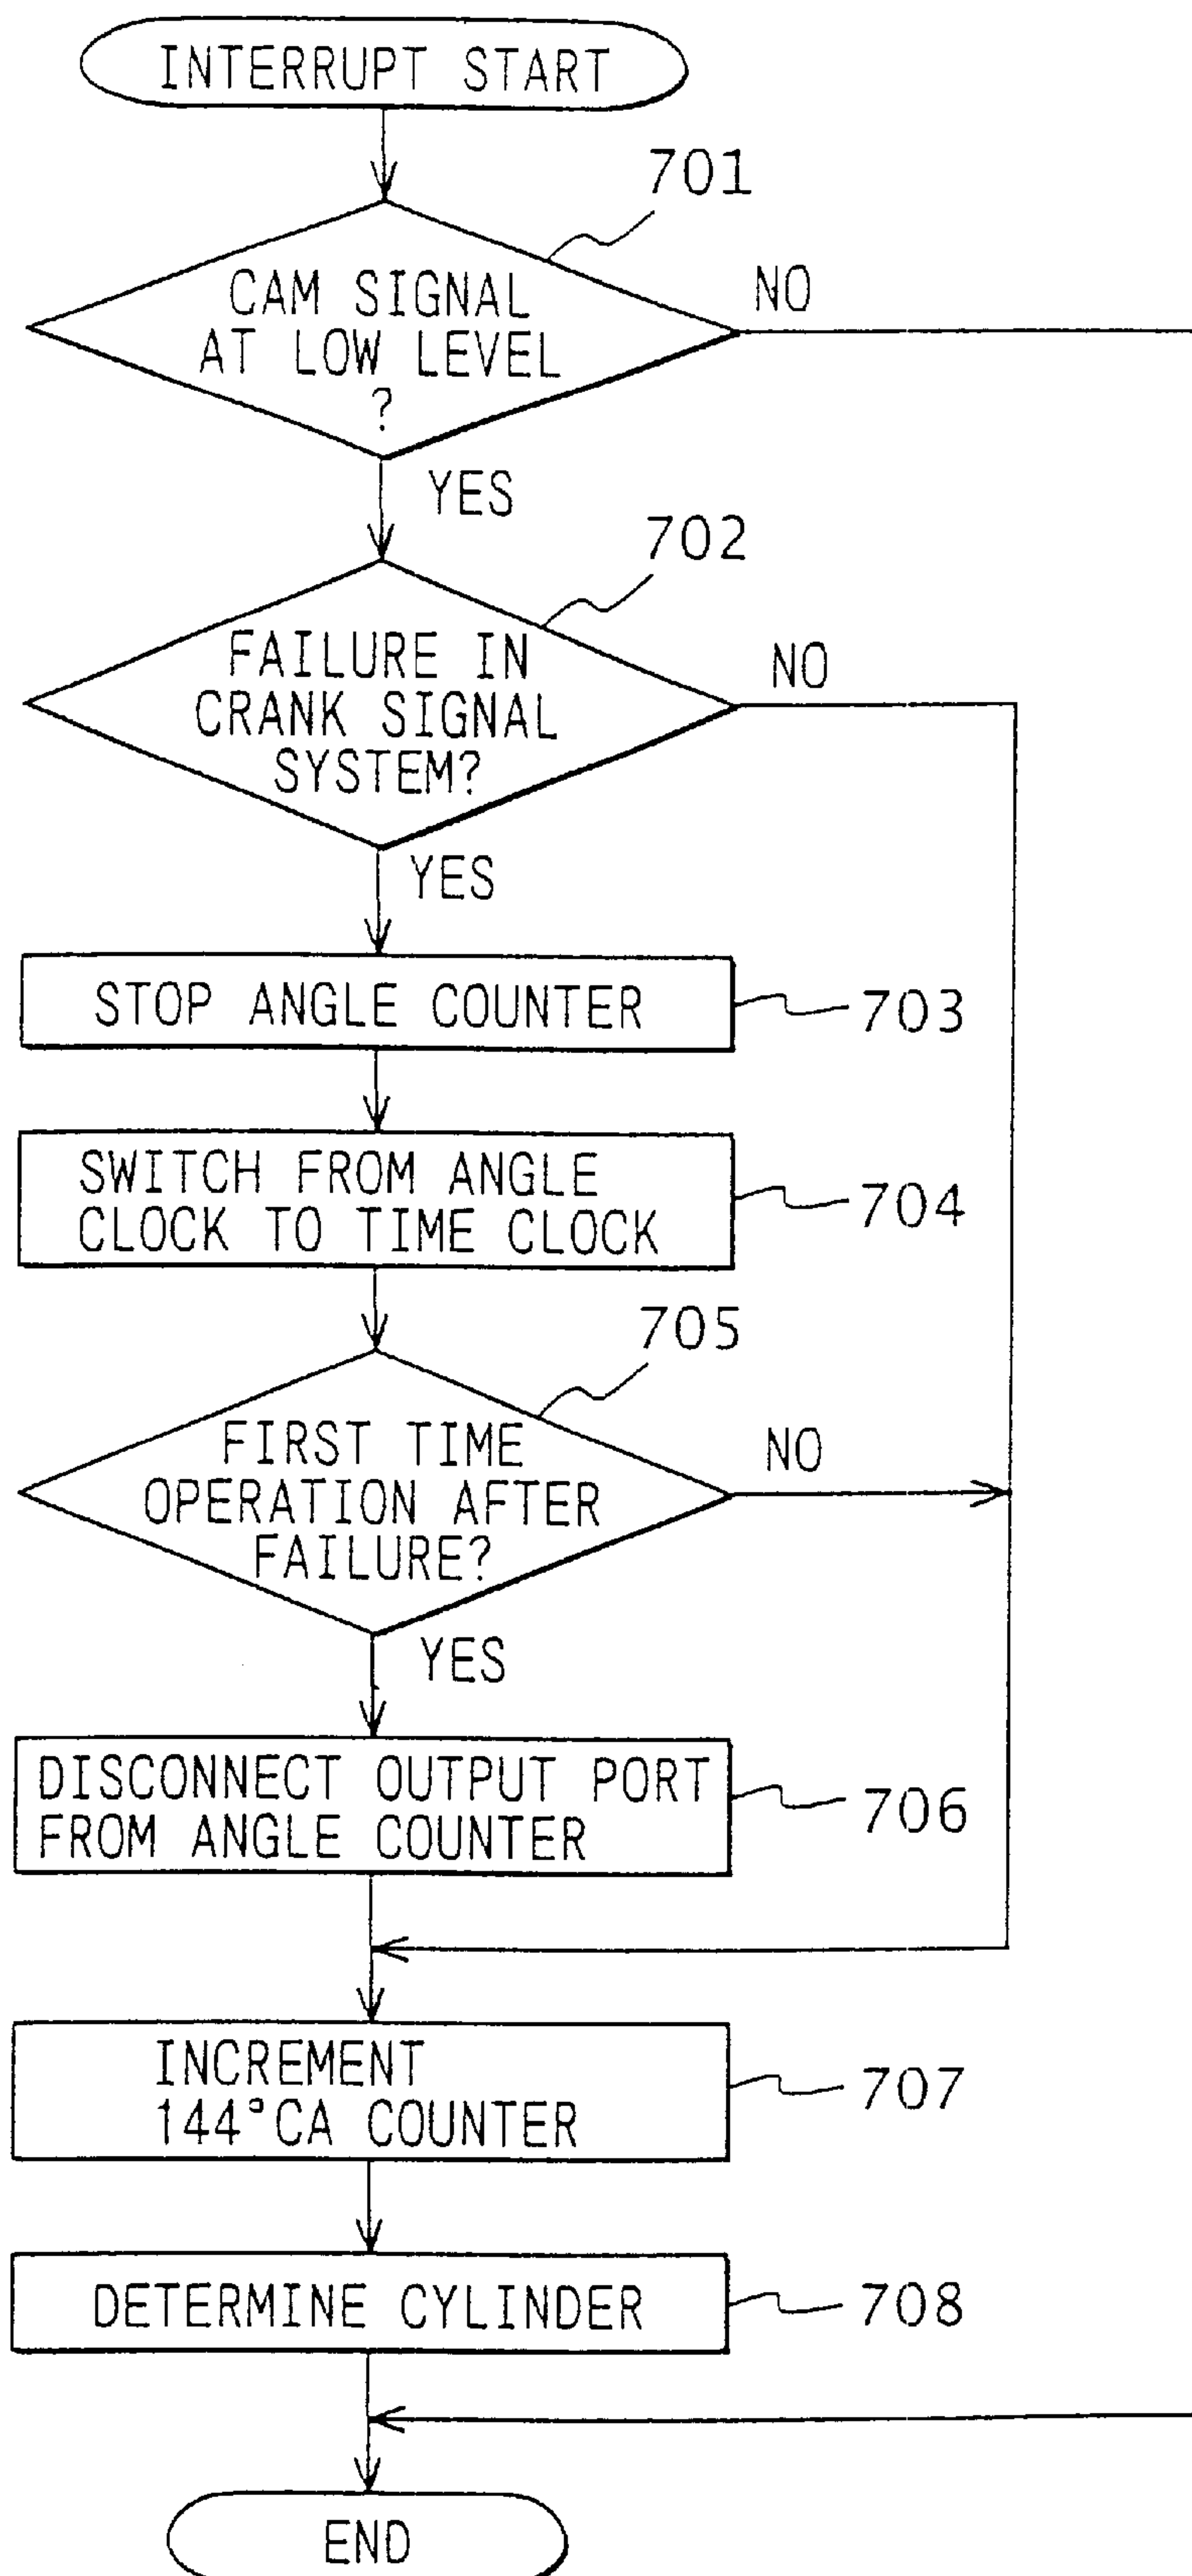 INTERRUPT START
701
CAM SIGNAL
AT LOW LEVEL
?
NO
YES
702
FAILURE IN
CRANK SIGNAL
SYSTEM?
NO
YES
STOP ANGLE COUNTER
703
SWITCH FROM ANGLE
CLOCK TO TIME CLOCK
704
705
FIRST TIME
OPERATION AFTER
FAILURE?
NO
YES
DISCONNECT OUTPUT PORT
FROM ANGLE COUNTER
706
INCREMENT
144°CA COUNTER
707
DETERMINE CYLINDER
708
END